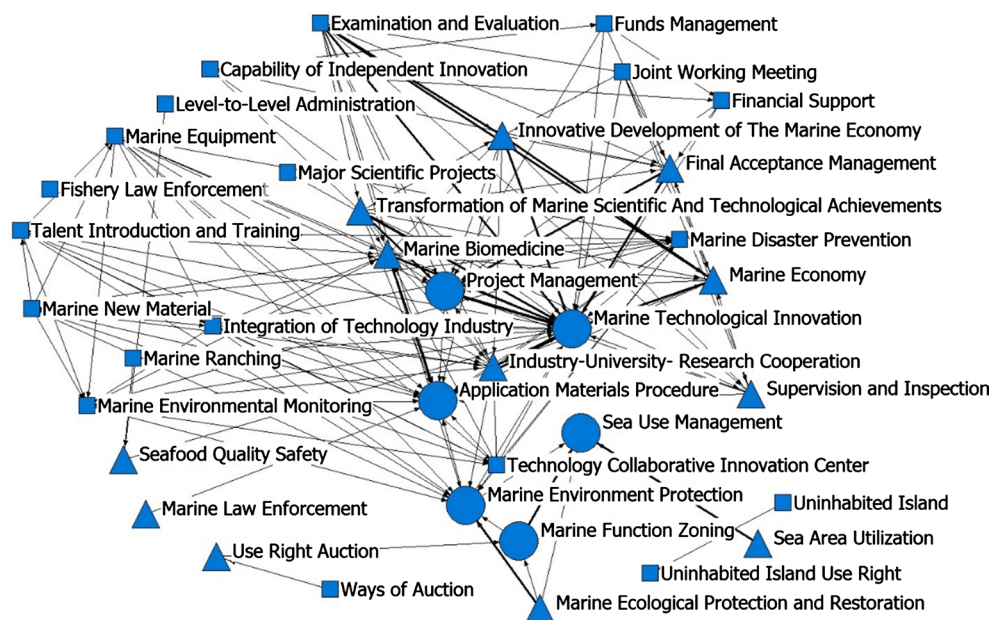 Examination and Evaluation
Funds Management
Capability of Independent Innovation
Joint Working Meeting
Level-to-Level Administration
Financial Support
Marine Equipment
Innovative Development of The Marine Economy
Major Scientific Projects
Final Acceptance Management
Fishery Law Enforcement
Transformation of Marine Scientific And Technological Achievements
Talent Introduction and Training
Marine Biomedicine
Marine Disaster Prevention
Project Management
Marine Economy
Marine New Material
Integration of Technology Industry
Marine Technological Innovation
Marine Ranching
Industry-University- Research Cooperation
Application Materials Procedure
Supervision and Inspection
Marine Environmental Monitoring
Sea Use Management
Seafood Quality Safety
Technology Collaborative Innovation Center
Marine Environment Protection
Marine Law Enforcement
Uninhabited Island
Marine Function Zoning
Sea Area Utilization
Use Right Auction
Uninhabited Island Use Right
Ways of Auction
Marine Ecological Protection and Restoration